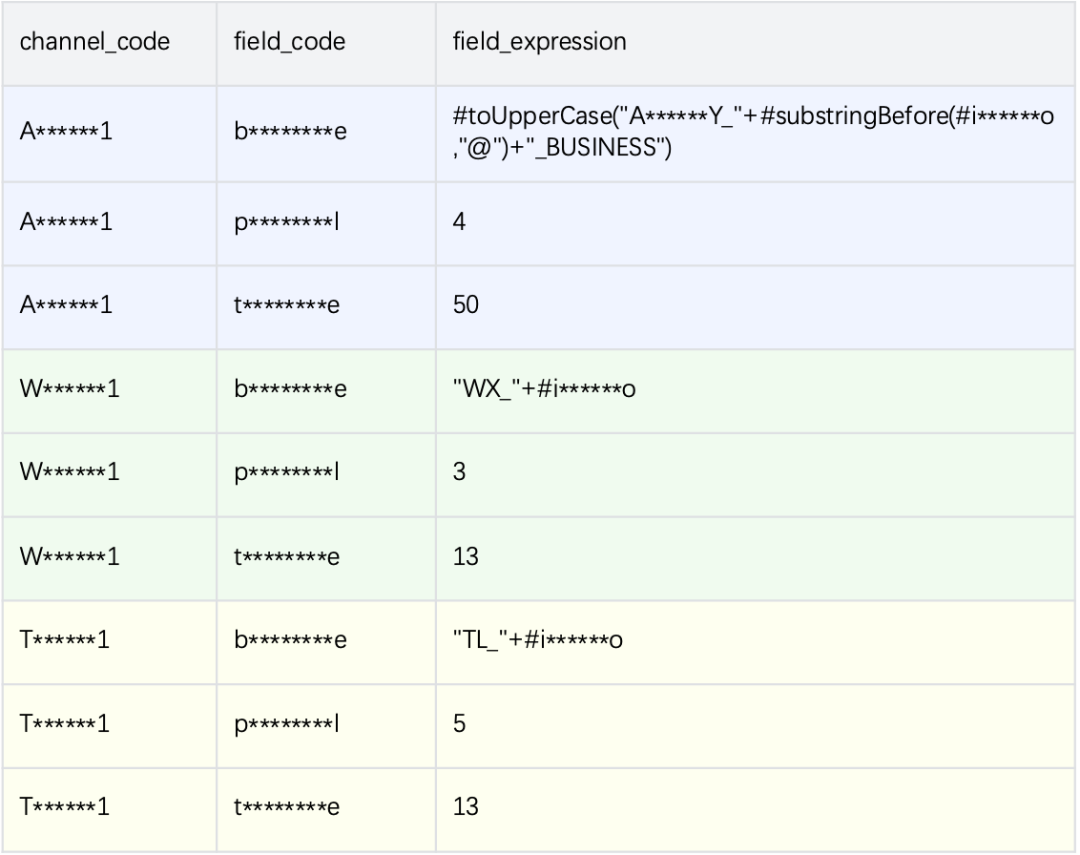 channel_code field_code field_expression
A******1 b********e #toUpperCase("A******Y_"+#substringBefore(#i******o
,"@")+"_BUSINESS")
A******1 p********l 4
A******1 t********e 50
W******1 b********e "WX_"+#i******o
W******1 p********l 3
W******1 t********e 13
T******1 b********e "TL_"+#i******o
T******1 p********l 5
T******1 t********e 13